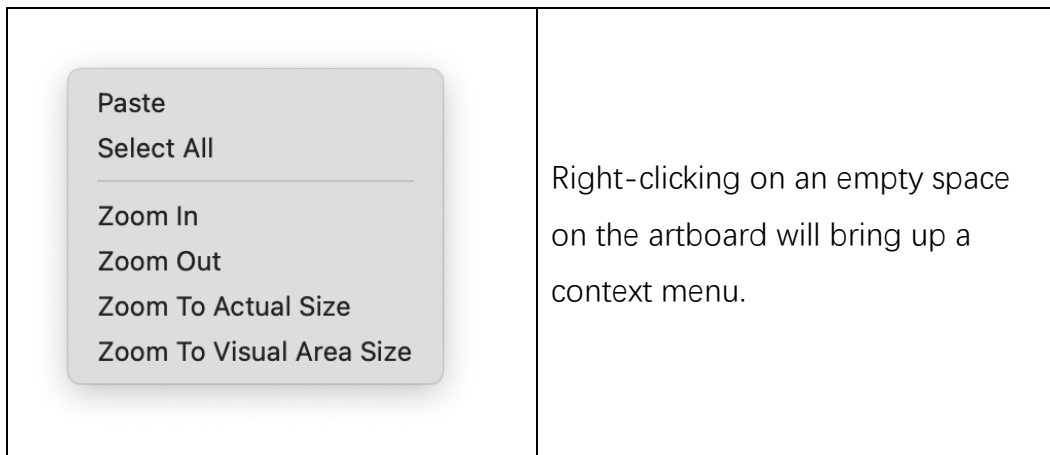 Paste
Select All
Zoom In
Zoom Out
Zoom To Actual Size
Zoom To Visual Area Size
Right-clicking on an empty space
on the artboard will bring up a
context menu.